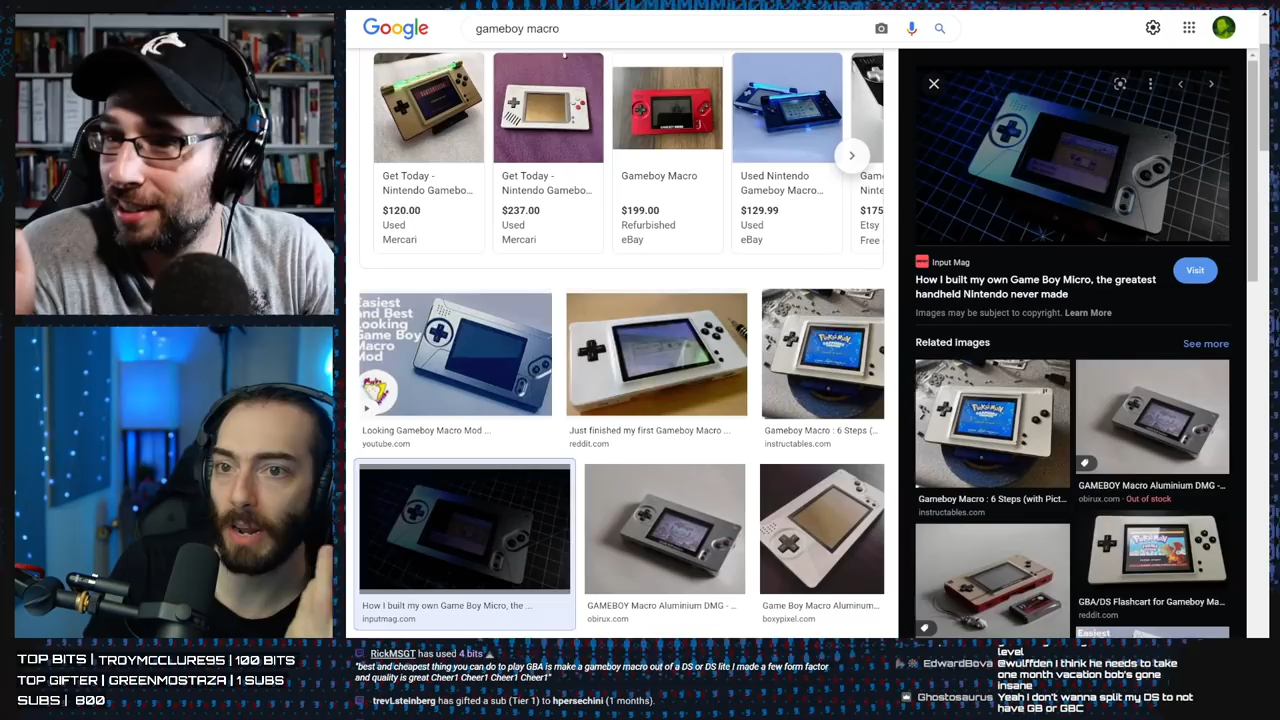 Google
gameboy macro
Get Today -
Nintendo Gamebo...
$120.00
Used
Mercari
Get Today -
Nintendo Gamebo...
$237.00
Used
Mercari
Gameboy Macro
$199.00
Refurbished
eBay
Used Nintendo
Gameboy Macro...
$129.99
Used
eBay
Game
Ninte
$175
Etsy
Free
Easiest
and Best
Looking
Game Boy
Macro
Mod
Looking Gameboy Macro Mod ...
youtube.com
Just finished my first Gameboy Macro ...
reddit.com
Gameboy Macro : 6 Steps (...
instructables.com
How I built my own Game Boy Micro, the ...
inputmag.com
GAMEBOY Macro Aluminium DMG - ...
obirux.com
Game Boy Macro Aluminum...
boxypixel.com
Input Mag
Visit
How I built my own Game Boy Micro, the greatest
handheld Nintendo never made
Images may be subject to copyright. Learn More
Related images
See more
Gameboy Macro : 6 Steps (with Pict...
instructables.com
GAMEBOY Macro Aluminium DMG -...
obirux.com · Out of stock
GBA/DS Flashcart for Gameboy Ma...
reddit.com
Easiest
TOP BITS | TROYMCCLURE55 | 100 BITS
TOP GIFTER | GREENMOSTAZA | 1 SUBS
SUBS | 800
RickMSGT has used 4 bits
"best and cheapest thing you can do to play GBA is make a gameboy macro out of a DS or DS lite I made a few form factor
and quality is great Cheer1 Cheer1 Cheer1 Cheer1"
trevLsteinberg has gifted a sub (Tier 1) to hpersechini (1 months).
level
EdwardBova @wulffden I think he needs to take
one month vacation bob's gone
insane
Ghostosaurus Yeah I don't wanna split my DS to not
have GB or GBC